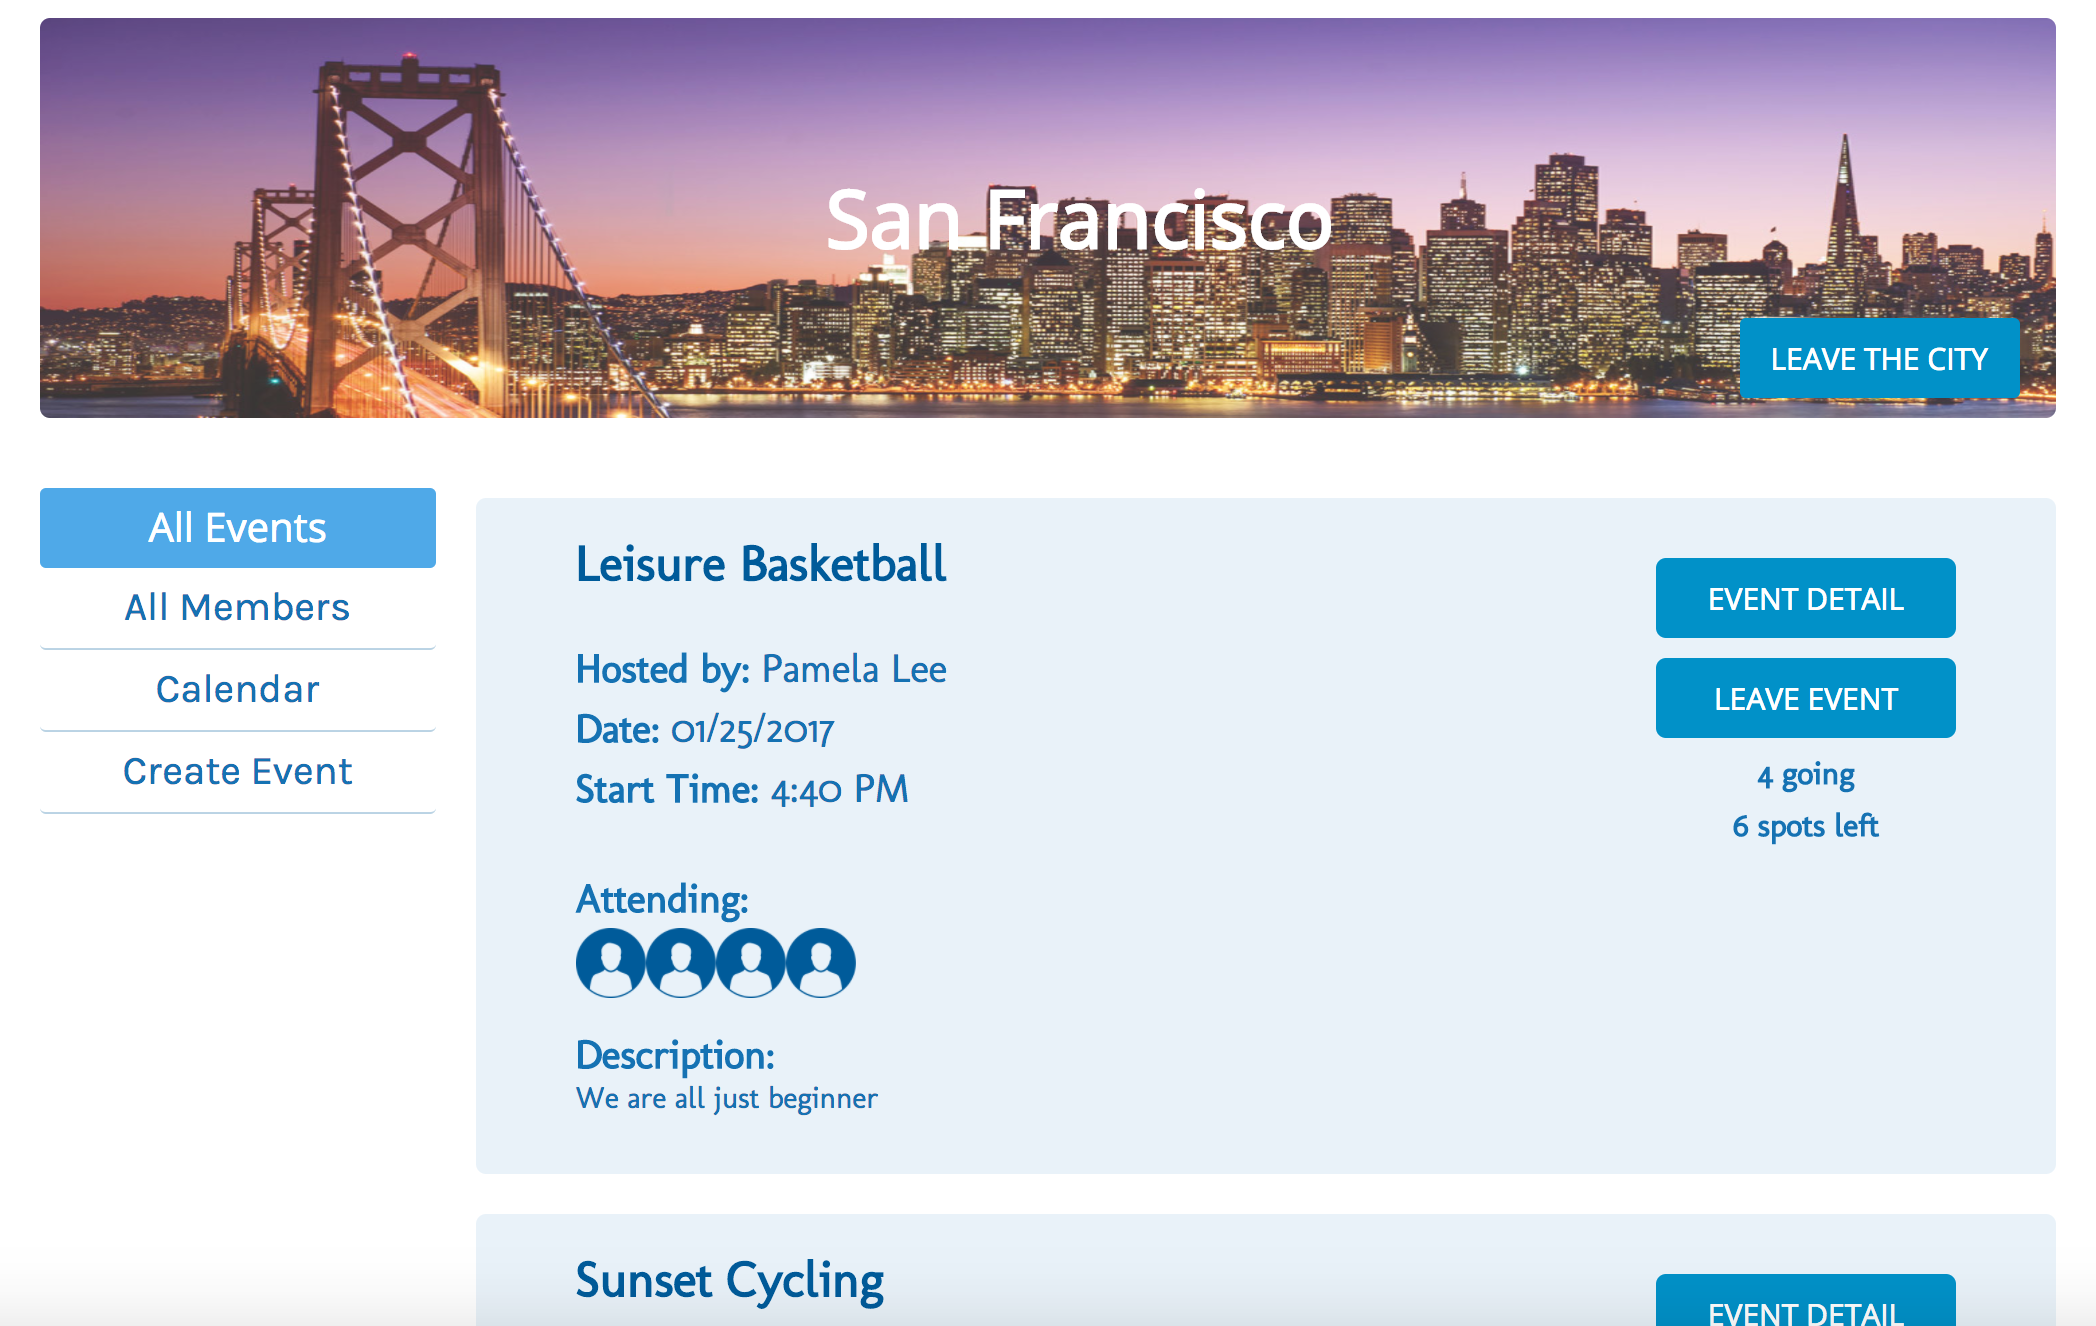 San Francisco
LEAVE THE CITY
All Events
All Members
Calendar
Create Event
Leisure Basketball
Hosted by: Pamela Lee
Date: 01/25/2017
Start Time: 4:40 PM
Attending:
Description:
We are all just beginner
EVENT DETAIL
LEAVE EVENT
4 going
6 spots left
Sunset Cycling
EVENT DETAIL